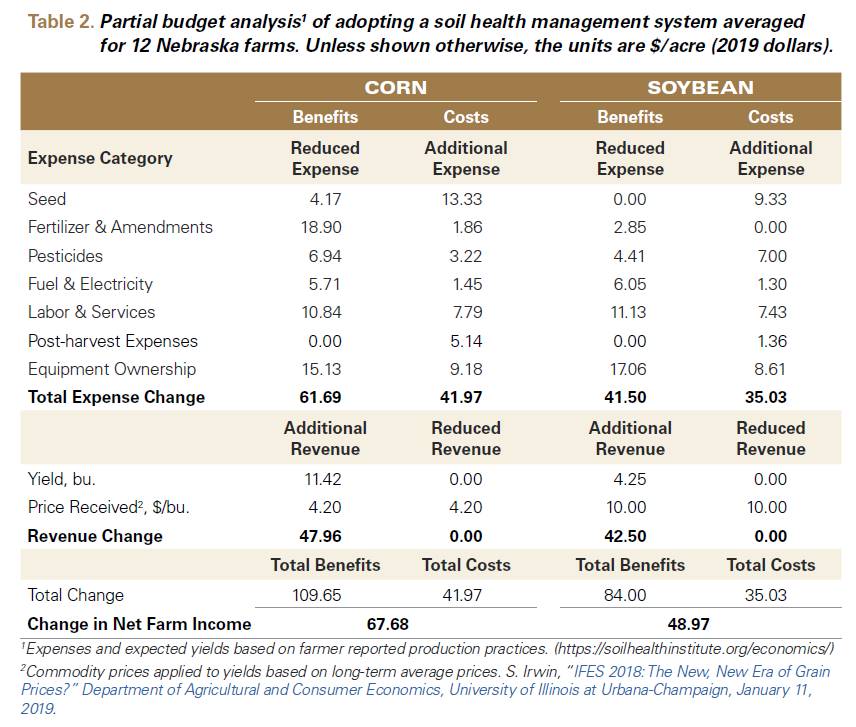 Table 2. Partial budget analysis¹ of adopting a soil health management system averaged
for 12 Nebraska farms. Unless shown otherwise, the units are $/acre (2019 dollars).
CORN SOYBEAN
Benefits Costs Benefits Costs
Expense Category Reduced Expense Additional Expense Reduced Expense Additional Expense
Seed 4.17 13.33 0.00 9.33
Fertilizer & Amendments 18.90 1.86 2.85 0.00
Pesticides 6.94 3.22 4.41 7.00
Fuel & Electricity 5.71 1.45 6.05 1.30
Labor & Services 10.84 7.79 11.13 7.43
Post-harvest Expenses 0.00 5.14 0.00 1.36
Equipment Ownership 15.13 9.18 17.06 8.61
Total Expense Change 61.69 41.97 41.50 35.03
Additional Revenue Reduced Revenue Additional Revenue Reduced Revenue
Yield, bu. 11.42 0.00 4.25 0.00
Price Received², $/bu. 4.20 4.20 10.00 10.00
Revenue Change 47.96 0.00 42.50 0.00
Total Benefits Total Costs Total Benefits Total Costs
Total Change 109.65 41.97 84.00 35.03
Change in Net Farm Income 67.68 48.97
¹Expenses and expected yields based on farmer reported production practices. (https://soilhealthinstitute.org/economics/)
²Commodity prices applied to yields based on long-term average prices. S. Irwin, “IFES 2018: The New, New Era of Grain
Prices?” Department of Agricultural and Consumer Economics, University of Illinois at Urbana-Champaign, January 11,
2019.